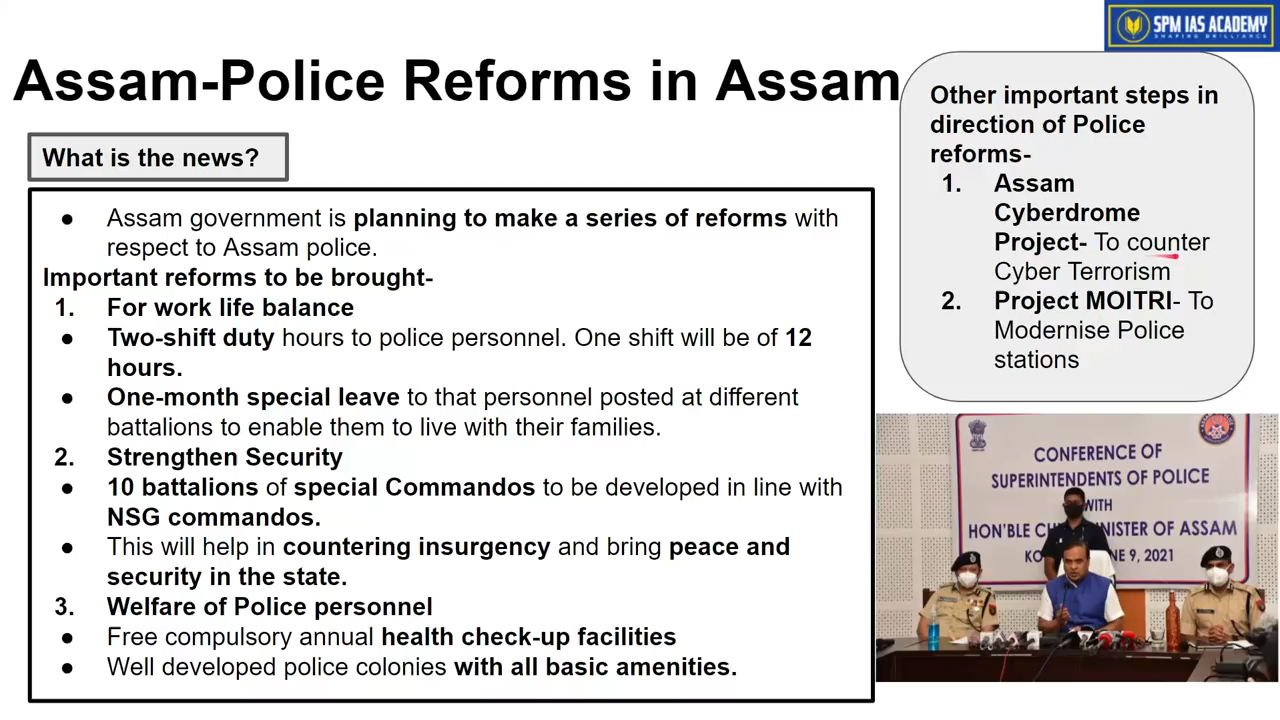 SPM IAS ACADEMY
SHAPING BRILLIANCE
Assam-Police Reforms in Assam
What is the news?
● Assam government is planning to make a series of reforms with
respect to Assam police.
Important reforms to be brought-
1. For work life balance
● Two-shift duty hours to police personnel. One shift will be of 12
hours.
● One-month special leave to that personnel posted at different
battalions to enable them to live with their families.
2. Strengthen Security
● 10 battalions of special Commandos to be developed in line with
NSG commandos.
● This will help in countering insurgency and bring peace and
security in the state.
3. Welfare of Police personnel
● Free compulsory annual health check-up facilities
● Well developed police colonies with all basic amenities.
Other important steps in
direction of Police
reforms-
1. Assam
Cyberdrome
Project- To counter
Cyber Terrorism
2. Project MOITRI- To
Modernise Police
stations
CONFERENCE OF
SUPERINTENDENTS OF POLICE
WITH
HON'BLE MINISTER OF ASSAM
9, 2021